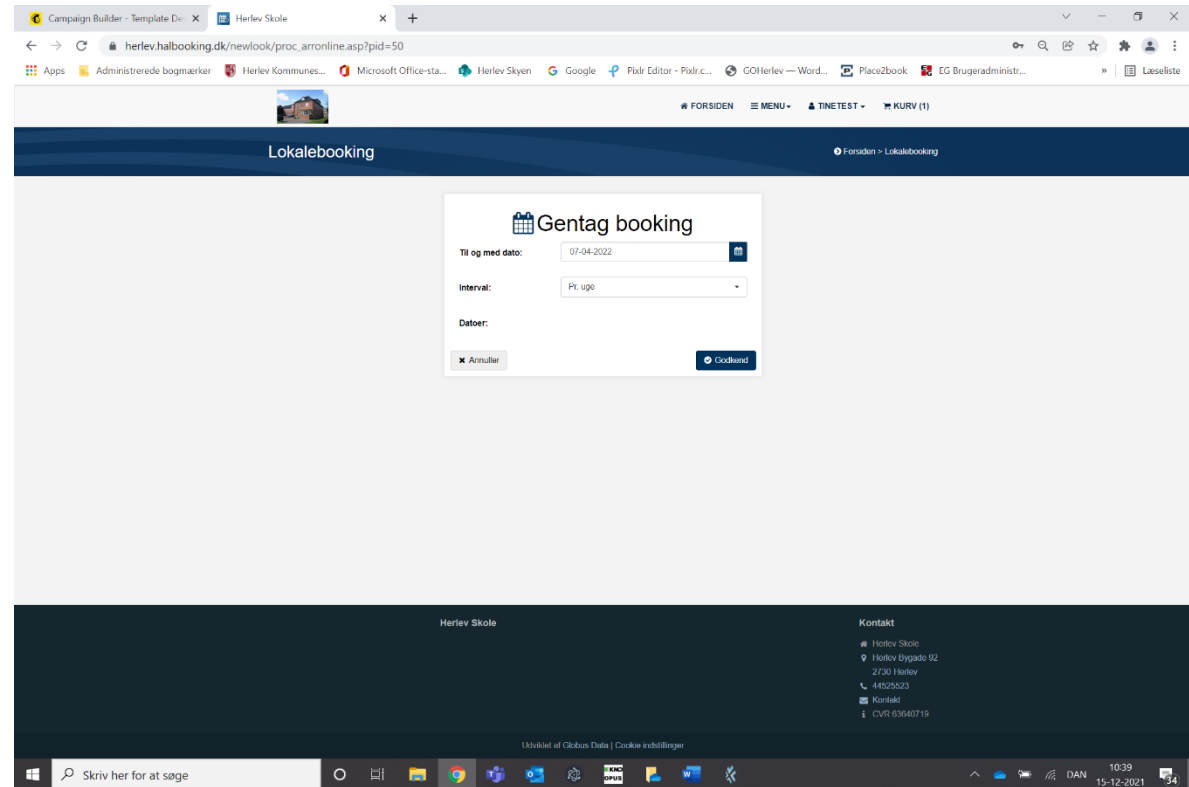 Campaign Builder - Template De
Herlev Skole
herlev.halbooking.dk/newlook/proc_arronline.asp?pid=50
Apps Administrerede bogmærker Herlev Kommunes... Microsoft Office-sta... Herlev Skyen Google Pixlr Editor - Pixlr.c... GOHerlev — Word... Place2book EG Brugeradministr... » Læseliste
FORSIDEN MENU TINETEST KURV (1)
Lokalebooking
Forsiden > Lokalebooking
Gentag booking
Til og med dato: 07-04-2022
Interval: Pr. uge
Datoer:
Annuller Godkend
Herlev Skole
Kontakt
Herlev Skole
Herlev Bygade 92
2730 Herlev
44525523
Kontakt
CVR 63640719
Udviklet af Globus Data | Cookie indstillinger
Skriv her for at søge
KMD
OPUS
DAN
10:39
15-12-2021
34